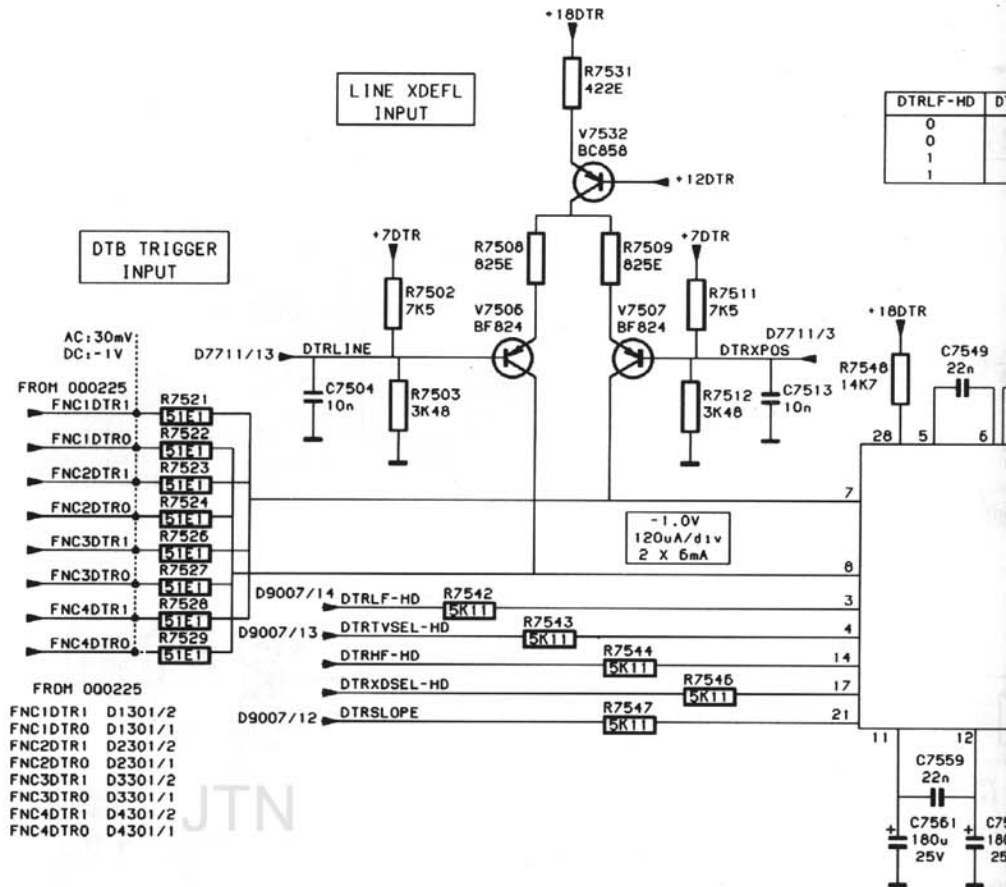 +18DTR
R7531
422E
LINE XDEFL
INPUT
V7532
BC858
+12DTR
DTRLF-HD
0
0
1
1
DTB TRIGGER
INPUT
+7DTR
R7508
825E
R7509
825E
+7DTR
R7502
7K5
V7506
BF824
V7507
BF824
R7511
7K5
+18DTR
AC:30mV
DC:-1V
D7711/13
DTRLINE
DTRXPOS
D7711/3
R7548
14K7
C7549
22n
C7504
10n
R7503
3K48
R7512
3K48
C7513
10n
FROM 000225
FNC1DTR1
R7521
51E1
FNC1DTR0
R7522
51E1
FNC2DTR1
R7523
51E1
FNC2DTR0
R7524
51E1
FNC3DTR1
R7526
51E1
FNC3DTR0
R7527
51E1
FNC4DTR1
R7528
51E1
FNC4DTR0
R7529
51E1
28
5
6
7
-1.0V
120uA/div
2 X 6mA
8
D9007/14
DTRLF-HD
R7542
5K11
3
D9007/13
DTRTVSEL-HD
R7543
5K11
4
DTRHF-HD
R7544
5K11
14
DTRXDSEL-HD
R7546
5K11
17
D9007/12
DTRSLOPE
R7547
5K11
21
11
12
FROM 000225
FNC1DTR1 D1301/2
FNC1DTR0 D1301/1
FNC2DTR1 D2301/2
FNC2DTR0 D2301/1
FNC3DTR1 D3301/2
FNC3DTR0 D3301/1
FNC4DTR1 D4301/2
FNC4DTR0 D4301/1
JTN
C7559
22n
+
C7561
180u
25V
+